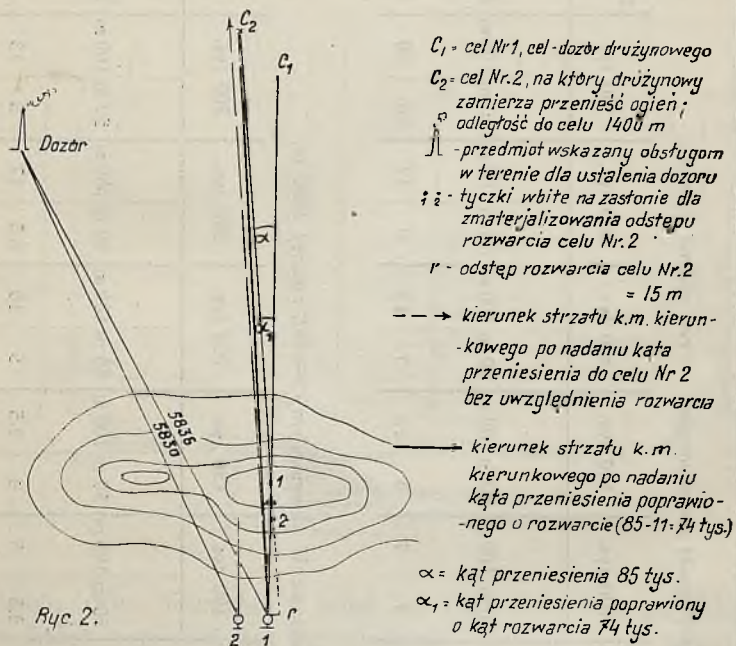 C₂
C₁
Dozór
α
α₁
5836
5830
1
2
r
2
1
Ryc. 2.
C₁ = cel Nr 1, cel-dozór drużynowego
C₂ = cel Nr. 2, na który drużynowy
zamierza przenieść ogień;
odległość do celu 1400 m
- przedmiot wskazany obsługom
w terenie dla ustalenia dozoru
1 2 - tyczki wbite na zasłonie dla
zmaterjalizowania odstępu
rozwarcia celu Nr. 2
r - odstęp rozwarcia celu Nr. 2
= 15 m
kierunek strzału k.m. kierun-
-kowego po nadaniu kąta
przeniesienia do celu Nr 2
bez uwzględnienia rozwarcia
kierunek strzału k.m.
kierunkowego po nadaniu
kąta przeniesienia poprawio-
-nego o rozwarcie (85-11=74 tys.)
α = kąt przeniesienia 85 tys.
α₁ = kąt przeniesienia poprawiony
o kąt rozwarcia 74 tys.